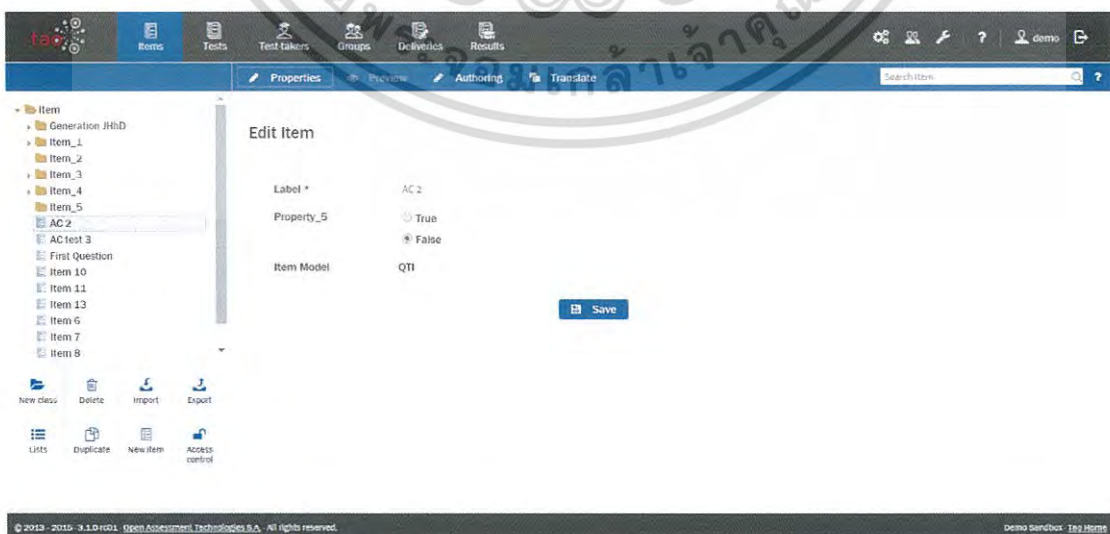 tao
Items
Tests
Test-takers
Groups
Deliveries
Results
?
demo
Properties
Preview
Authoring
Translate
Search Item
?
Item
Generation JHhD
Item_1
Item_2
Item_3
Item_4
Item_5
AC 2
AC test 3
First Question
Item 10
Item 11
Item 13
Item 6
Item 7
Item 8
Edit Item
Label * AC 2
Property_5 True
False
Item Model QTI
Save
New class Delete Import Export
Lists Duplicate New item Access control
© 2013 - 2015 · 3.1.0-rc01 · Open Assessment Technologies S.A. · All rights reserved.
Demo Sandbox · Tao Home